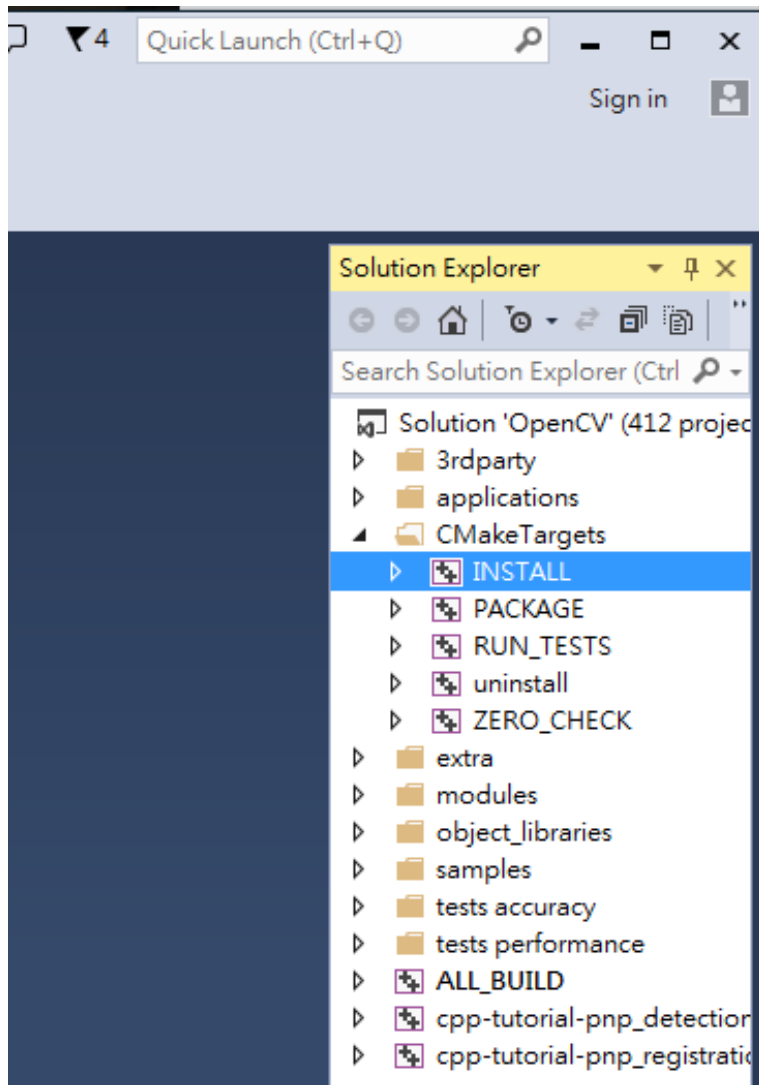 4 Quick Launch (Ctrl+Q)
Sign in
Solution Explorer
Search Solution Explorer (Ctrl
Solution 'OpenCV' (412 projec
3rdparty
applications
CMakeTargets
INSTALL
PACKAGE
RUN_TESTS
uninstall
ZERO_CHECK
extra
modules
object_libraries
samples
tests accuracy
tests performance
ALL_BUILD
cpp-tutorial-pnp_detection
cpp-tutorial-pnp_registratio